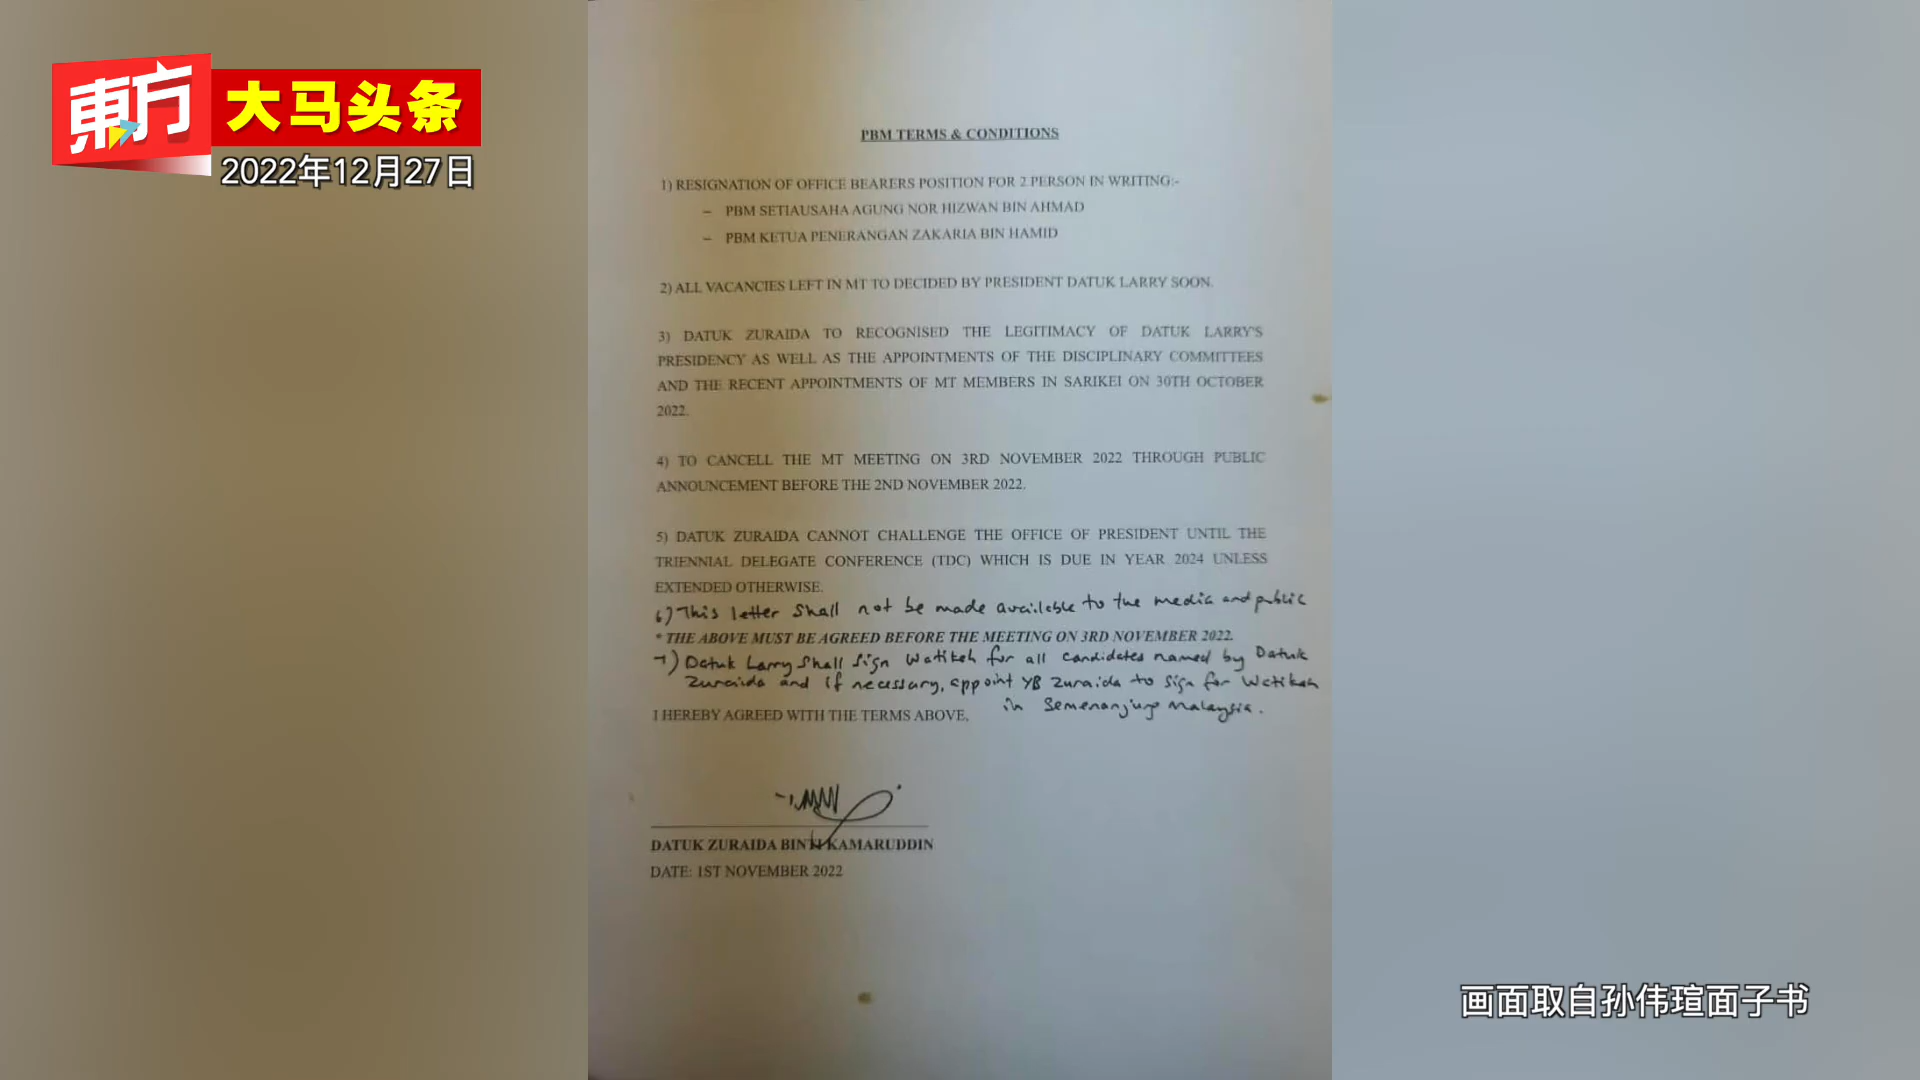 東方
大马头条
2022年12月27日
PBM TERMS & CONDITIONS
1) RESIGNATION OF OFFICE BEARERS POSITION FOR 2 PERSON IN WRITING:-
– PBM SETIAUSAHA AGUNG NOR HIZWAN BIN AHMAD
– PBM KETUA PENERANGAN ZAKARIA BIN HAMID
2) ALL VACANCIES LEFT IN MT TO DECIDED BY PRESIDENT DATUK LARRY SOON.
3) DATUK ZURAIDA TO RECOGNISED THE LEGITIMACY OF DATUK LARRY'S
PRESIDENCY AS WELL AS THE APPOINTMENTS OF THE DISCIPLINARY COMMITTEES
AND THE RECENT APPOINTMENTS OF MT MEMBERS IN SARIKEI ON 30TH OCTOBER
2022.
4) TO CANCELL THE MT MEETING ON 3RD NOVEMBER 2022 THROUGH PUBLIC
ANNOUNCEMENT BEFORE THE 2ND NOVEMBER 2022.
5) DATUK ZURAIDA CANNOT CHALLENGE THE OFFICE OF PRESIDENT UNTIL THE
TRIENNIAL DELEGATE CONFERENCE (TDC) WHICH IS DUE IN YEAR 2024 UNLESS
EXTENDED OTHERWISE.
6) This letter shall not be made available to the media and public
* THE ABOVE MUST BE AGREED BEFORE THE MEETING ON 3RD NOVEMBER 2022.
7) Datuk Larry shall sign Watikah for all candidates named by Datuk
Zuraida and if necessary, appoint YB Zuraida to sign for Watikah
in Semenanjung Malaysia.
I HEREBY AGREED WITH THE TERMS ABOVE,
DATUK ZURAIDA BINTI KAMARUDDIN
DATE: 1ST NOVEMBER 2022
画面取自孙伟瑄面子书